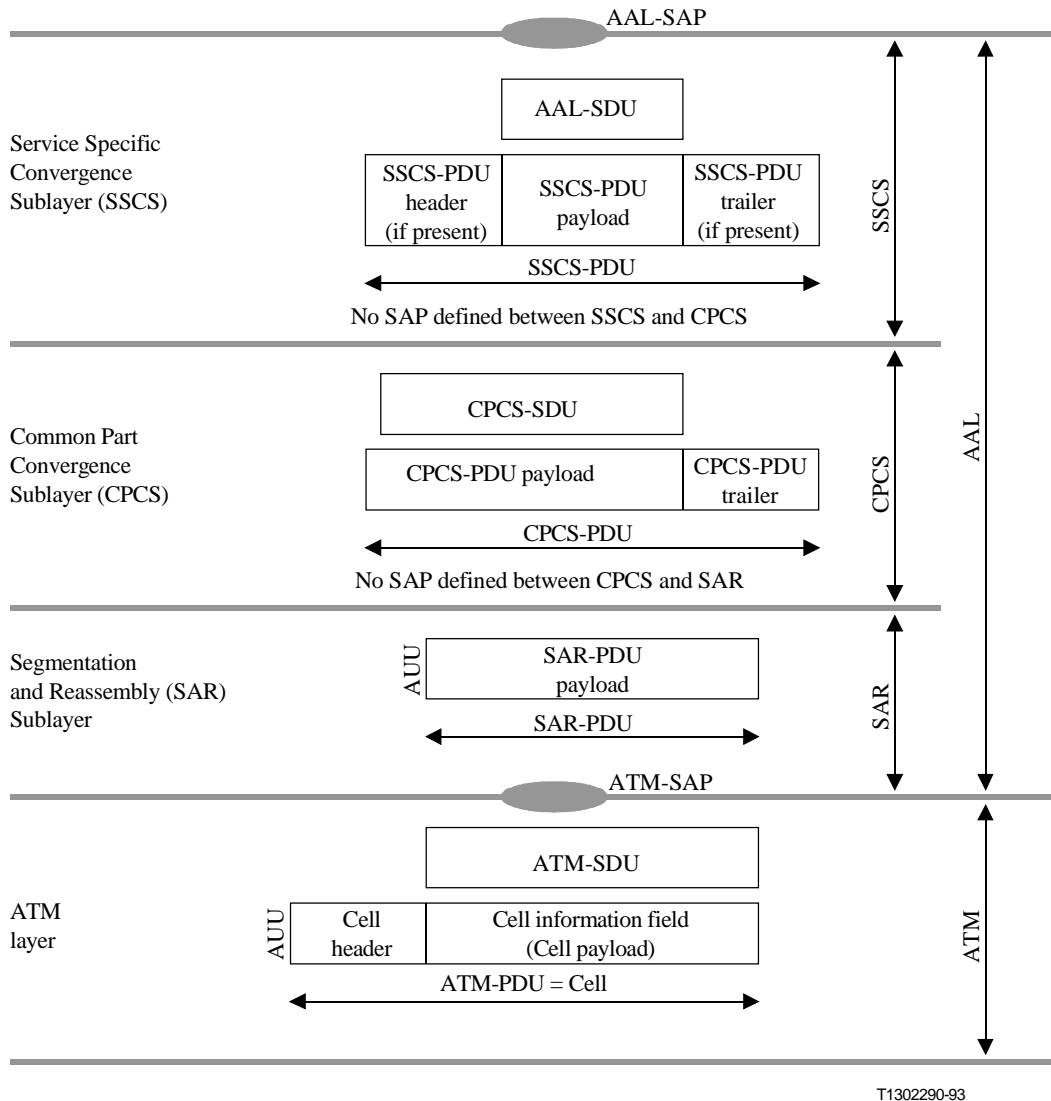 AAL-SAP
AAL-SDU
Service Specific
Convergence
Sublayer (SSCS)
SSCS-PDU
header
(if present)
SSCS-PDU
payload
SSCS-PDU
trailer
(if present)
SSCS-PDU
No SAP defined between SSCS and CPCS
SSCS
AAL
CPCS-SDU
Common Part
Convergence
Sublayer (CPCS)
CPCS-PDU payload
CPCS-PDU
trailer
CPCS-PDU
No SAP defined between CPCS and SAR
CPCS
Segmentation
and Reassembly (SAR)
Sublayer
AUU
SAR-PDU
payload
SAR-PDU
SAR
ATM-SAP
ATM-SDU
ATM
layer
AUU
Cell
header
Cell information field
(Cell payload)
ATM-PDU = Cell
ATM
T1302290-93